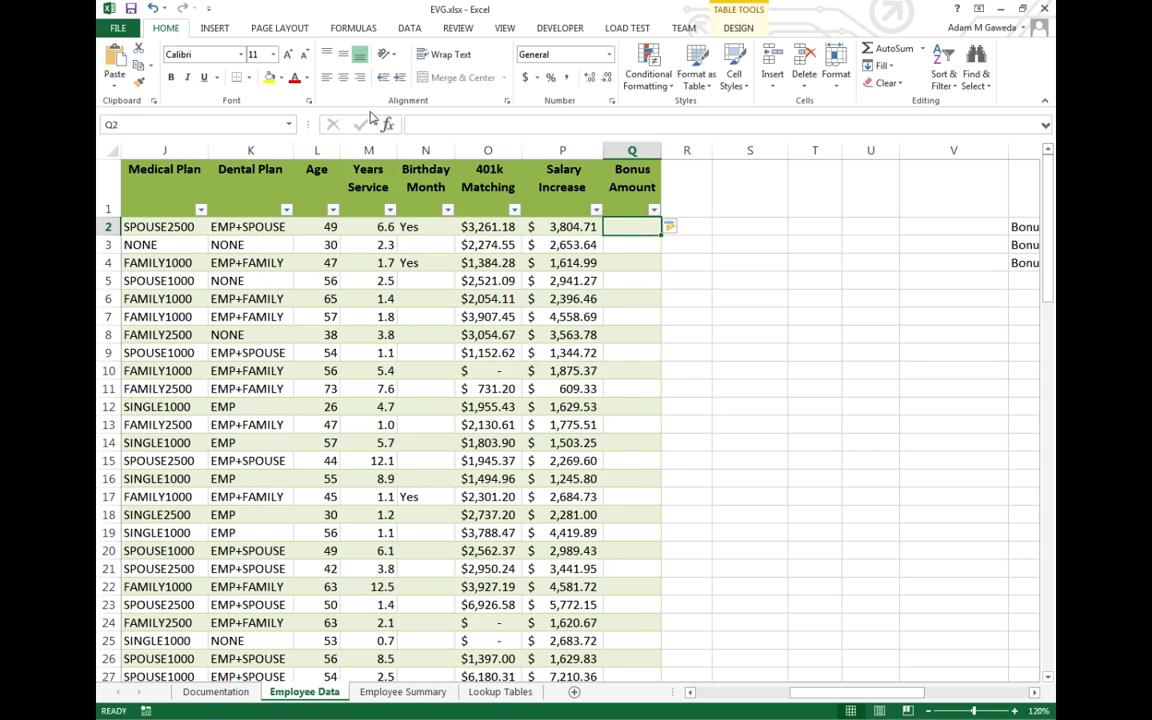 EVG.xlsx - Excel
TABLE TOOLS
FILE HOME INSERT PAGE LAYOUT FORMULAS DATA REVIEW VIEW DEVELOPER LOAD TEST TEAM DESIGN Adam M Gaweda
Calibri 11 Wrap Text General AutoSum
Paste B I U A Merge & Center $ % Conditional Formatting Format as Table Cell Styles Insert Delete Format Fill Clear Sort & Filter Find & Select
Clipboard Font Alignment Number Styles Cells Editing
Q2 fx
J K L M N O P Q R S T U V
1 Medical Plan Dental Plan Age Years Service Birthday Month 401k Matching Salary Increase Bonus Amount
2 SPOUSE2500 EMP+SPOUSE 49 6.6 Yes $3,261.18 $ 3,804.71 Bonu
3 NONE NONE 30 2.3 $2,274.55 $ 2,653.64 Bonu
4 FAMILY1000 EMP+FAMILY 47 1.7 Yes $1,384.28 $ 1,614.99 Bonu
5 SPOUSE1000 NONE 56 2.5 $2,521.09 $ 2,941.27
6 FAMILY1000 EMP+FAMILY 65 1.4 $2,054.11 $ 2,396.46
7 FAMILY1000 EMP+FAMILY 57 1.8 $3,907.45 $ 4,558.69
8 FAMILY2500 NONE 38 3.8 $3,054.67 $ 3,563.78
9 SPOUSE1000 EMP+SPOUSE 54 1.1 $1,152.62 $ 1,344.72
10 FAMILY1000 EMP+FAMILY 56 5.4 $ - $ 1,875.37
11 FAMILY2500 EMP+FAMILY 73 7.6 $ 731.20 $ 609.33
12 SINGLE1000 EMP 26 4.7 $1,955.43 $ 1,629.53
13 FAMILY2500 EMP+FAMILY 47 1.0 $2,130.61 $ 1,775.51
14 SINGLE1000 EMP 57 5.7 $1,803.90 $ 1,503.25
15 SPOUSE2500 EMP+SPOUSE 44 12.1 $1,945.37 $ 2,269.60
16 SINGLE1000 EMP 55 8.9 $1,494.96 $ 1,245.80
17 FAMILY1000 EMP+FAMILY 45 1.1 Yes $2,301.20 $ 2,684.73
18 SINGLE2500 EMP 30 1.2 $2,737.20 $ 2,281.00
19 SINGLE1000 EMP 56 1.1 $3,788.47 $ 4,419.89
20 SPOUSE1000 EMP+SPOUSE 49 6.1 $2,562.37 $ 2,989.43
21 SPOUSE2500 EMP+SPOUSE 42 3.8 $2,950.24 $ 3,441.95
22 FAMILY1000 EMP+FAMILY 63 12.5 $3,927.19 $ 4,581.72
23 SPOUSE2500 EMP+SPOUSE 50 1.4 $6,926.58 $ 5,772.15
24 FAMILY2500 EMP+FAMILY 63 2.1 $ - $ 1,620.67
25 SINGLE1000 NONE 53 0.7 $ - $ 2,683.72
26 SPOUSE1000 EMP+SPOUSE 56 8.5 $1,397.00 $ 1,629.83
27 SPOUSE1000 EMP+SPOUSE 54 2.5 $6,180.31 $ 7,210.36
Documentation Employee Data Employee Summary Lookup Tables
READY 120%